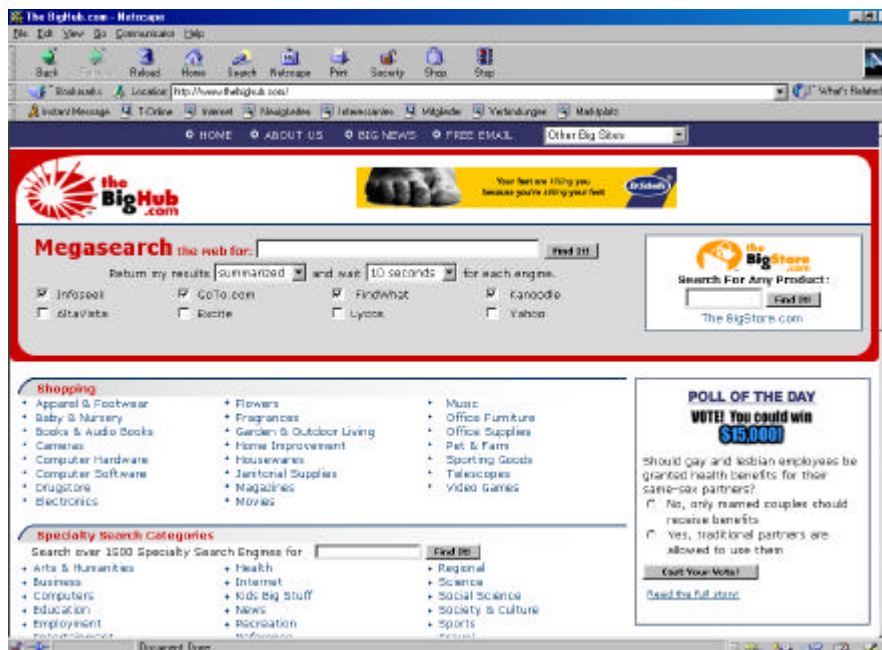 The BigHub.com - Netscape
File Edit View Go Communicator Help
Back Reload Home Search Netscape Print Security Shop Stop
Bookmarks Location: http://www.thebighub.com/ What's Related
Instant Message T-Online Internet Neuigkeiten Interessantes Mitglieder Verbindungen Marktplatz
HOME ABOUT US BIG NEWS FREE EMAIL Other Big Sites
the BigHub .com
Your feet are killing you
because you're killing your feet
Dr. Scholl's
Megasearch the web for: Find It!
Return my results summarized and wait 10 seconds for each engine.
Infoseek GoTo.com FindWhat Kanoodle
AltaVista Excite Lycos Yahoo
the BigStore .com
Search For Any Product:
Find It!
The BigStore.com
Shopping
Apparel & Footwear Flowers Music
Baby & Nursery Fragrances Office Furniture
Books & Audio Books Garden & Outdoor Living Office Supplies
Cameras Home Improvement Pet & Farm
Computer Hardware Housewares Sporting Goods
Computer Software Janitorial Supplies Telescopes
Drugstore Magazines Video Games
Electronics Movies
Specialty Search Categories
Search over 1500 Specialty Search Engines for Find It!
Arts & Humanities Health Regional
Business Internet Science
Computers Kids Big Stuff Social Science
Education News Society & Culture
Employment Recreation Sports
Entertainment Reference Travel
POLL OF THE DAY
VOTE! You could win
$15,000!
Should gay and lesbian employees be
granted health benefits for their
same-sex partners?
No, only married couples should
receive benefits
Yes, traditional partners are
allowed to use them
Cast Your Vote!
Read the full story
Document Done